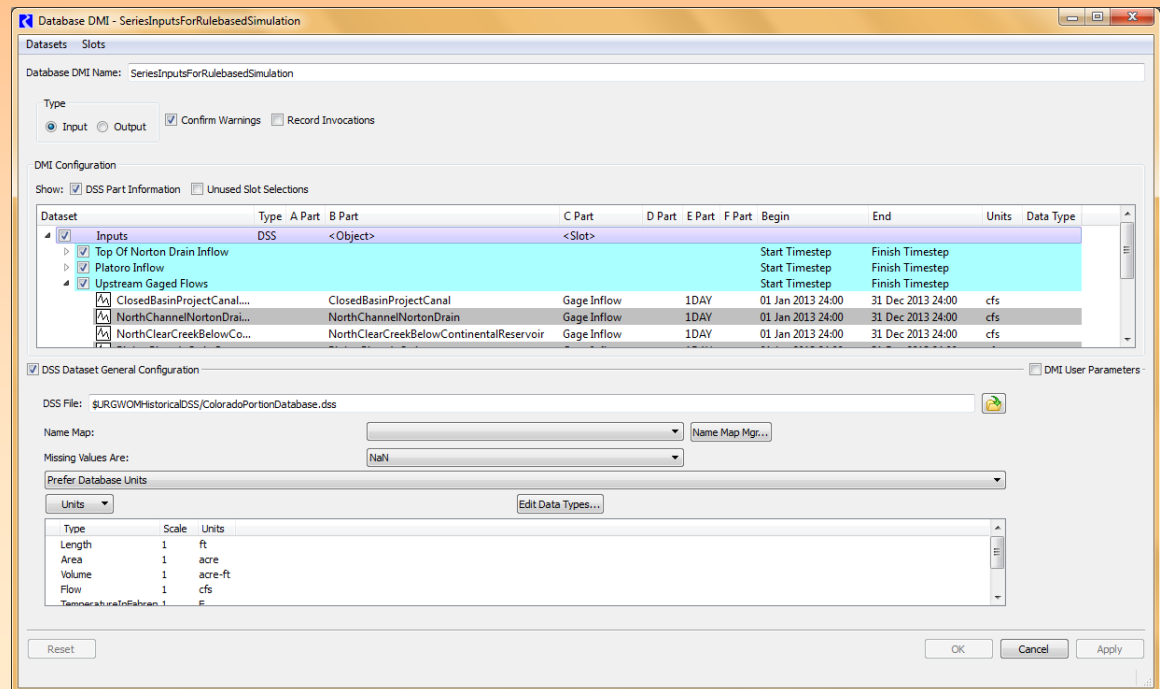 Database DMI - SeriesInputsForRulebasedSimulation
Datasets Slots
Database DMI Name: SeriesInputsForRulebasedSimulation
Type
Input Output Confirm Warnings Record Invocations
DMI Configuration
Show: DSS Part Information Unused Slot Selections
Dataset Type A Part B Part C Part D Part E Part F Part Begin End Units Data Type
Inputs DSS <Object> <Slot>
Top Of Norton Drain Inflow Start Timestep Finish Timestep
Platoro Inflow Start Timestep Finish Timestep
Upstream Gaged Flows Start Timestep Finish Timestep
ClosedBasinProjectCanal.... ClosedBasinProjectCanal Gage Inflow 1DAY 01 Jan 2013 24:00 31 Dec 2013 24:00 cfs
NorthChannelNortonDrai... NorthChannelNortonDrain Gage Inflow 1DAY 01 Jan 2013 24:00 31 Dec 2013 24:00 cfs
NorthClearCreekBelowCo... NorthClearCreekBelowContinentalReservoir Gage Inflow 1DAY 01 Jan 2013 24:00 31 Dec 2013 24:00 cfs
DSS Dataset General Configuration DMI User Parameters
DSS File: $URGWOMHistoricalDSS/ColoradoPortionDatabase.dss
Name Map: Name Map Mgr...
Missing Values Are: NaN
Prefer Database Units
Units Edit Data Types...
Type Scale Units
Length 1 ft
Area 1 acre
Volume 1 acre-ft
Flow 1 cfs
TemperatureInFahren 1 F
Reset OK Cancel Apply